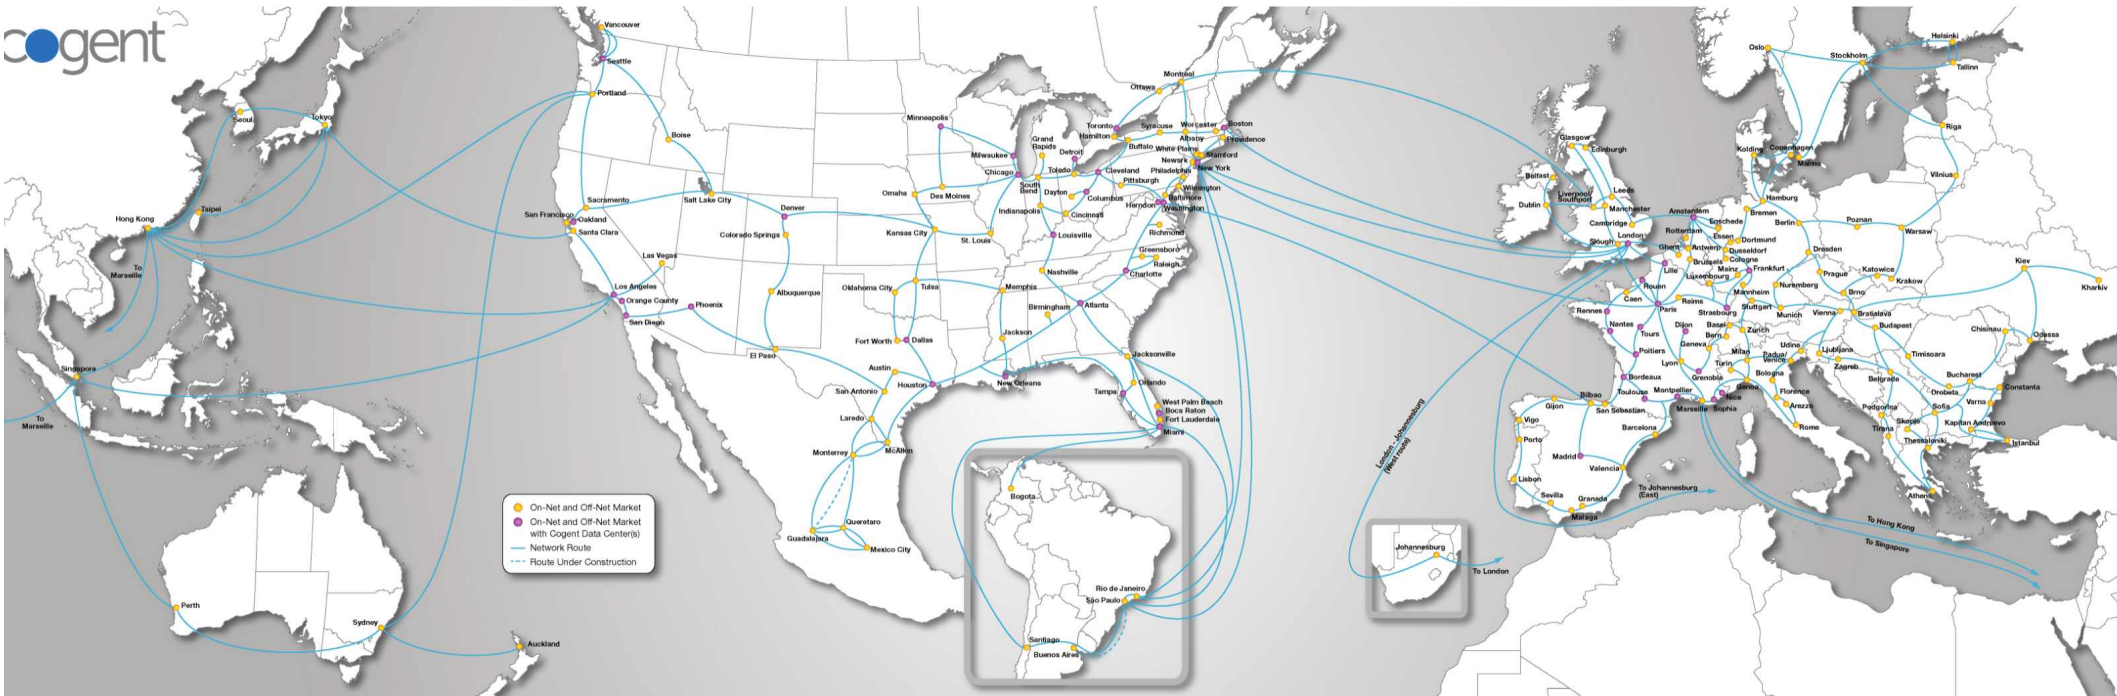 cogent
Seoul
Tokyo
Taipei
Hong Kong
To
Marseille
Singapore
To
Marseille
Perth
Sydney
Auckland
Vancouver
Seattle
Portland
Boise
Sacramento
San Francisco
Oakland
Santa Clara
Salt Lake City
Las Vegas
Los Angeles
Orange County
San Diego
Phoenix
Denver
Colorado Springs
Albuquerque
El Paso
Minneapolis
Omaha
Des Moines
Kansas City
St. Louis
Oklahoma City
Tulsa
Fort Worth
Dallas
Austin
San Antonio
Houston
Laredo
McAllen
Monterrey
Guadalajara
Queretaro
Mexico City
Milwaukee
Chicago
Grand
Rapids
Detroit
South
Bend
Toledo
Cleveland
Dayton
Columbus
Indianapolis
Cincinnati
Louisville
Nashville
Memphis
Birmingham
Jackson
Atlanta
New Orleans
Jacksonville
Orlando
Tampa
West Palm Beach
Boca Raton
Fort Lauderdale
Miami
Montreal
Ottawa
Toronto
Hamilton
Buffalo
Syracuse
Albany
Worcester
Boston
Providence
White Plains
Stamford
Newark
New York
Philadelphia
Pittsburgh
Wilmington
Baltimore
Herndon
Washington
Richmond
Greensboro
Raleigh
Charlotte
On-Net and Off-Net Market
On-Net and Off-Net Market
with Cogent Data Center(s)
Network Route
Route Under Construction
Bogota
Rio de Janeiro
São Paulo
Santiago
Buenos Aires
London - Johannesburg
(West route)
Johannesburg
To London
To Johannesburg
(East)
To Hong Kong
To Singapore
Glasgow
Edinburgh
Belfast
Dublin
Leeds
Liverpool
Southport
Manchester
Cambridge
Slough
London
Oslo
Stockholm
Helsinki
Tallinn
Riga
Vilnius
Kolding
Copenhagen
Malmo
Hamburg
Bremen
Berlin
Poznan
Warsaw
Amsterdam
Enschede
Rotterdam
Essen
Dortmund
Ghent
Antwerp
Dusseldorf
Cologne
Brussels
Lille
Luxembourg
Mainz
Frankfurt
Dresden
Prague
Katowice
Krakow
Brno
Kiev
Kharkiv
Rouen
Caen
Paris
Reims
Mannheim
Nuremberg
Stuttgart
Strasbourg
Munich
Vienna
Bratislava
Budapest
Rennes
Nantes
Tours
Dijon
Basel
Bern
Zurich
Geneva
Poitiers
Lyon
Turin
Milan
Padua/
Venice
Udine
Ljubljana
Zagreb
Timisoara
Belgrade
Chisinau
Odessa
Bucharest
Drobeta
Constanta
Varna
Bordeaux
Grenoble
Genoa
Bologna
Florence
Arezzo
Rome
Toulouse
Montpellier
Marseille
Nice
Sophia
Gijon
Bilbao
San Sebastian
Vigo
Porto
Lisbon
Madrid
Barcelona
Valencia
Sevilla
Granada
Malaga
Podgorica
Tirana
Skopje
Sofia
Kapitan Andreevo
Istanbul
Thessaloniki
Athens